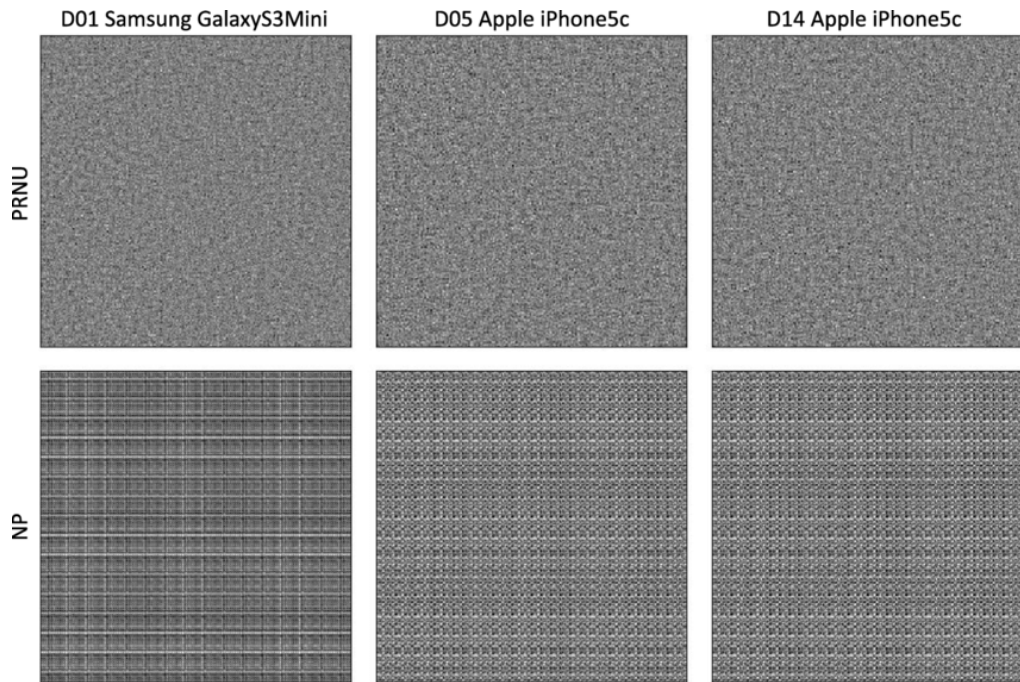 D01 Samsung GalaxyS3Mini D05 Apple iPhone5c D14 Apple iPhone5c
PRNU
NP